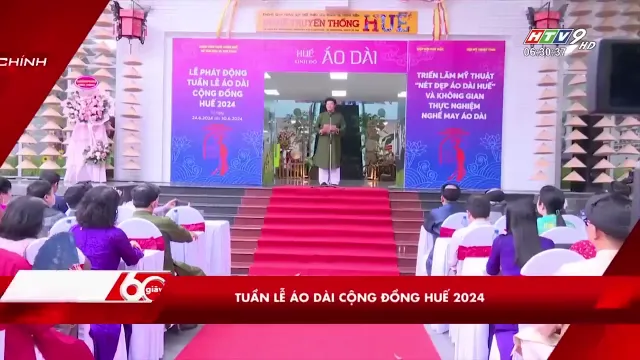 CHÍNH
HTV9 HD
05:30:37
TRUYỀN THỐNG HUẾ
HUẾ
KINH ĐÔ
ÁO DÀI
LỄ PHÁT ĐỘNG
TUẦN LỄ ÁO DÀI
CỘNG ĐỒNG
HUẾ 2024
TRIỂN LÃM MỸ THUẬT
"NÉT ĐẸP ÁO DÀI HUẾ"
VÀ KHÔNG GIAN
THỰC NGHIỆM
NGHỀ MAY ÁO DÀI
60 giây
TUẦN LỄ ÁO DÀI CỘNG ĐỒNG HUẾ 2024